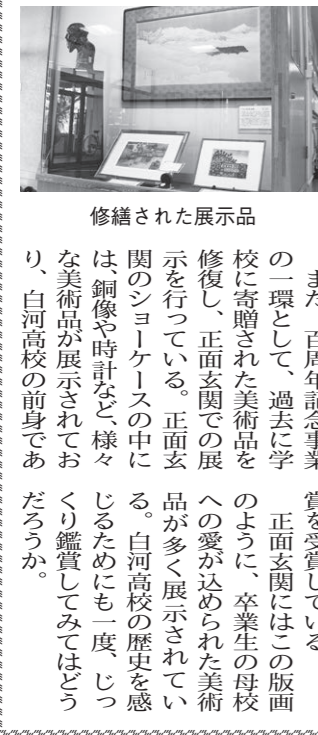 修繕された展示品
また、百周年記念事業
の一環として、過去に学
校に寄贈された美術品を
修復し、正面玄関での展
示を行っている。正面玄
関のショーケースの中に
は、銅像や時計など、様々
な美術品が展示されてお
り、白河高校の前身であ
賞を受賞している。
正面玄関にはこの版画
のように、卒業生の母校
への愛が込められた美術
品が多く展示されてい
る。白河高校の歴史を感
じるためにも一度、じっ
くり鑑賞してみてはどう
だろうか。